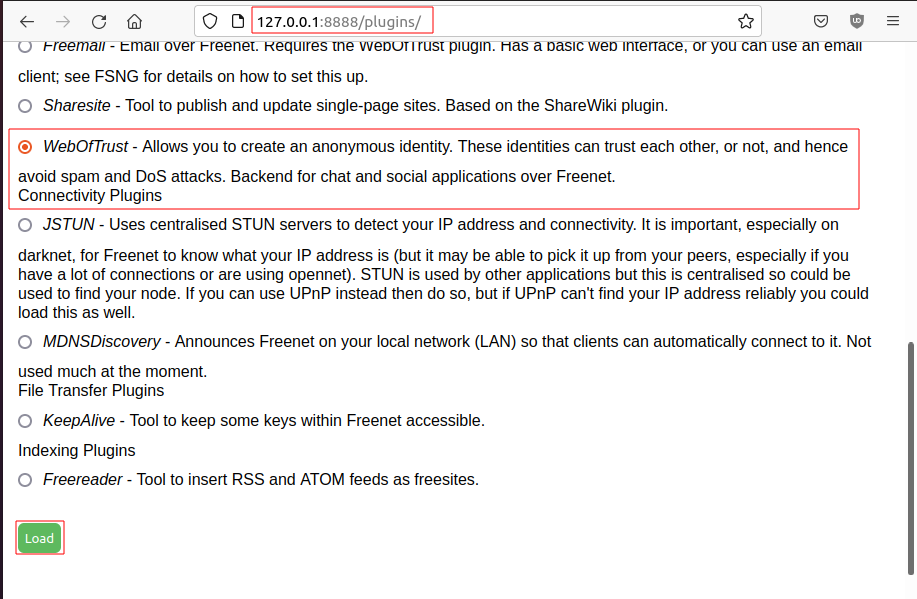 127.0.0.1:8888/plugins/
Freemail - Email over Freenet. Requires the WebOfTrust plugin. Has a basic web interface, or you can use an email
client; see FSNG for details on how to set this up.
Sharesite - Tool to publish and update single-page sites. Based on the ShareWiki plugin.
WebOfTrust - Allows you to create an anonymous identity. These identities can trust each other, or not, and hence
avoid spam and DoS attacks. Backend for chat and social applications over Freenet.
Connectivity Plugins
JSTUN - Uses centralised STUN servers to detect your IP address and connectivity. It is important, especially on
darknet, for Freenet to know what your IP address is (but it may be able to pick it up from your peers, especially if you
have a lot of connections or are using opennet). STUN is used by other applications but this is centralised so could be
used to find your node. If you can use UPnP instead then do so, but if UPnP can't find your IP address reliably you could
load this as well.
MDNSDiscovery - Announces Freenet on your local network (LAN) so that clients can automatically connect to it. Not
used much at the moment.
File Transfer Plugins
KeepAlive - Tool to keep some keys within Freenet accessible.
Indexing Plugins
Freereader - Tool to insert RSS and ATOM feeds as freesites.
Load